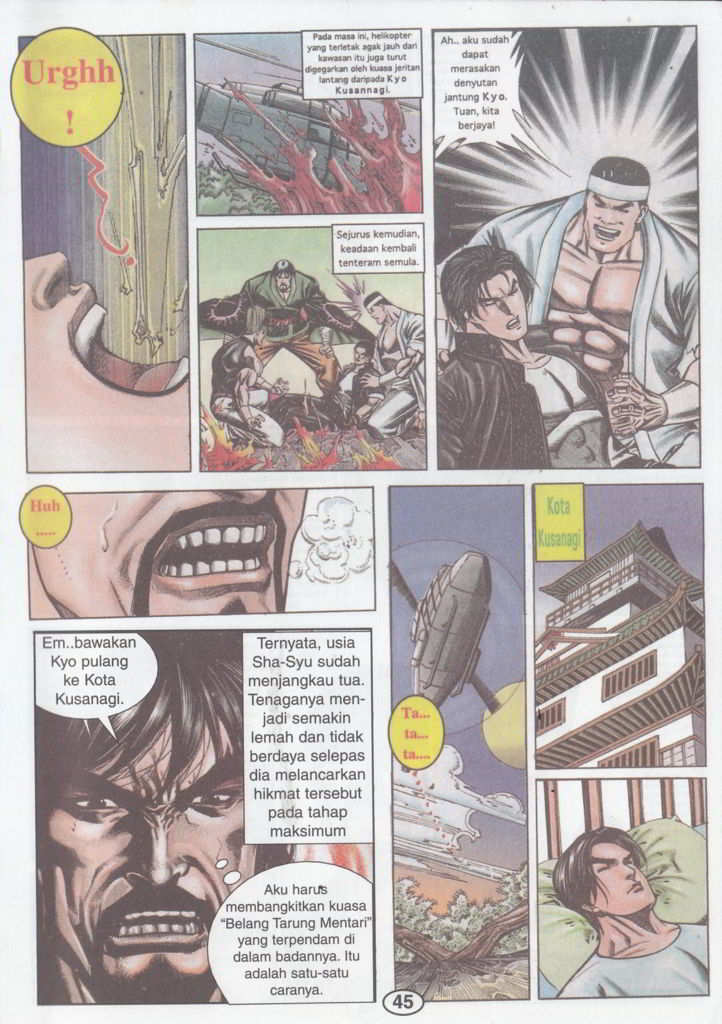 Urghh
!
Pada masa ini, helikopter
yang terletak agak jauh dari
kawasan itu juga turut
digegarkan oleh kuasa jeritan
lantang daripada Kyo
Kusannagi.
Sejurus kemudian,
keadaan kembali
tenteram semula.
Ah.. aku sudah
dapat
merasakan
denyutan
jantung Kyo.
Tuan, kita
berjaya!
Huh
.....
Em..bawakan
Kyo pulang
ke Kota
Kusanagi.
Ternyata, usia
Sha-Syu sudah
menjangkau tua.
Tenaganya men-
jadi semakin
lemah dan tidak
berdaya selepas
dia melancarkan
hikmat tersebut
pada tahap
maksimum
Aku harus
membangkitkan kuasa
"Belang Tarung Mentari"
yang terpendam di
dalam badannya. Itu
adalah satu-satu
caranya.
Ta...
ta...
ta....
Kota
Kusanagi
45